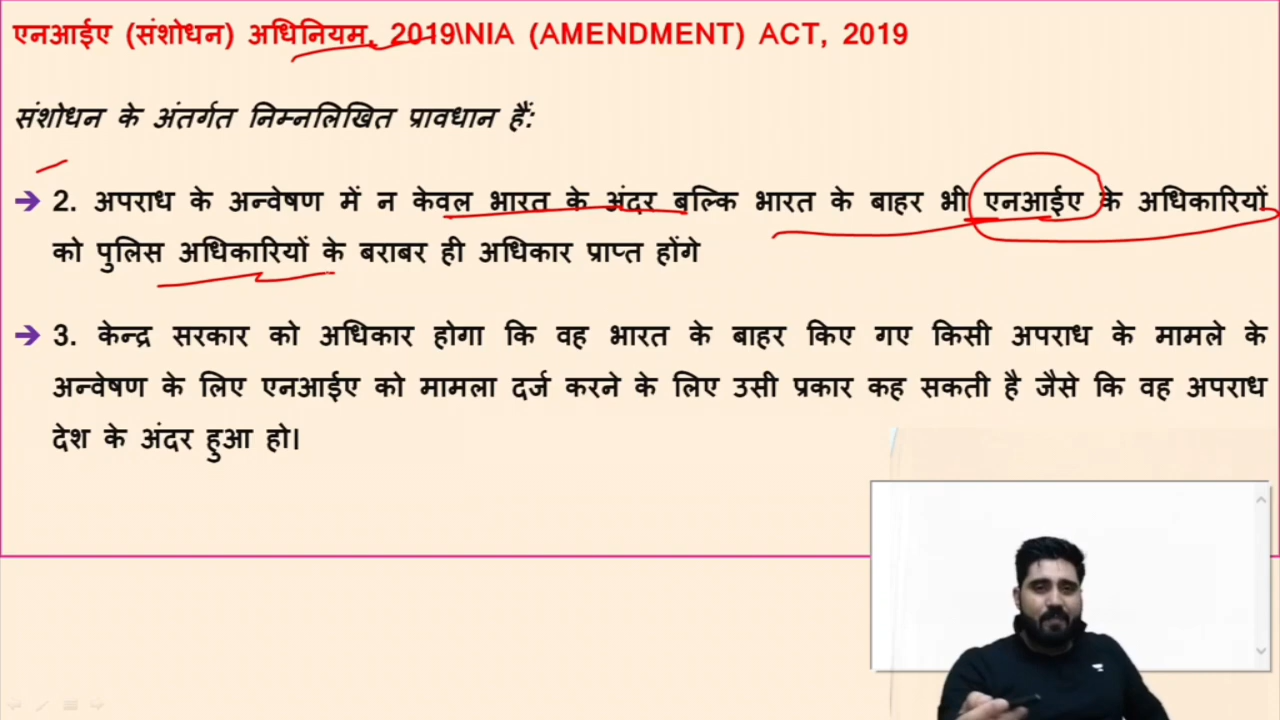 एनआईए (संशोधन) अधिनियम, 2019\NIA (AMENDMENT) ACT, 2019
संशोधन के अंतर्गत निम्नलिखित प्रावधान हैं:
➔ 2. अपराध के अन्वेषण में न केवल भारत के अंदर बल्कि भारत के बाहर भी एनआईए के अधिकारियों
को पुलिस अधिकारियों के बराबर ही अधिकार प्राप्त होंगे
➔ 3. केन्द्र सरकार को अधिकार होगा कि वह भारत के बाहर किए गए किसी अपराध के मामले के
अन्वेषण के लिए एनआईए को मामला दर्ज करने के लिए उसी प्रकार कह सकती है जैसे कि वह अपराध
देश के अंदर हुआ हो।